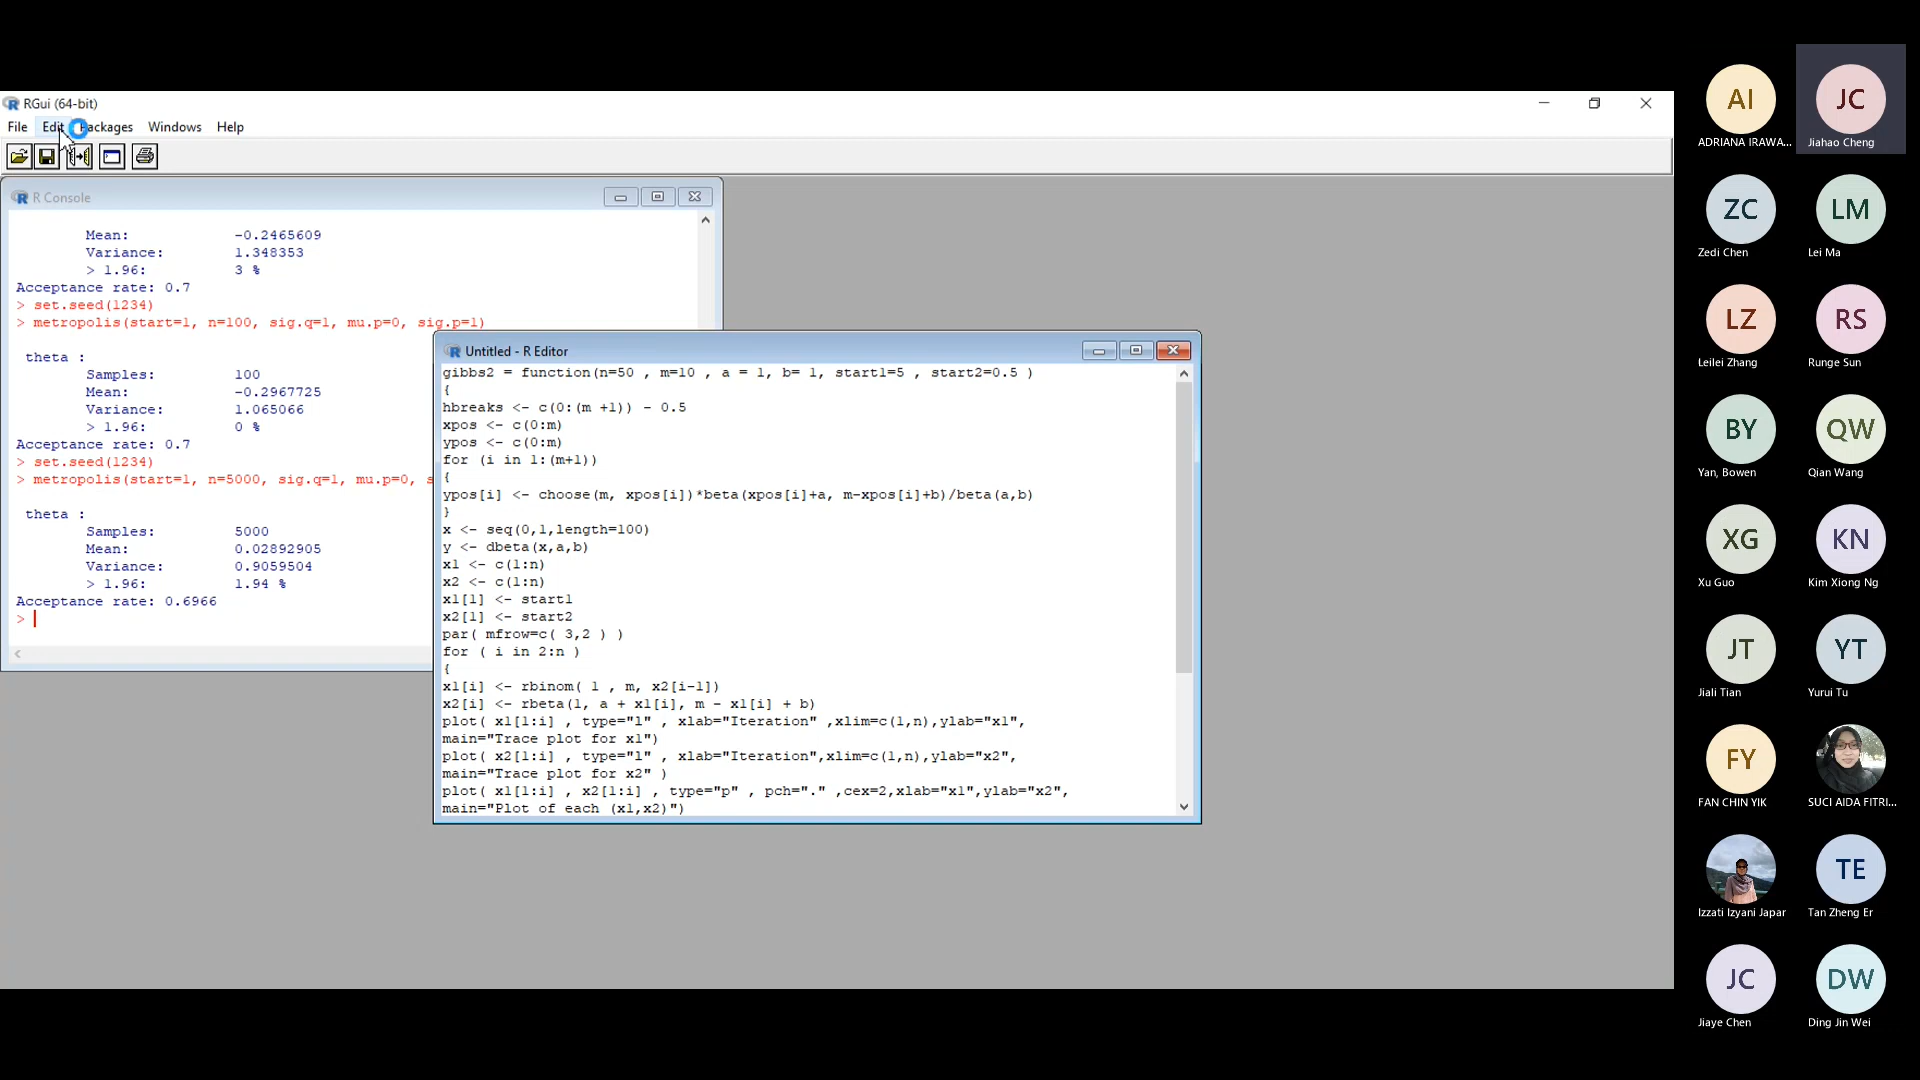 RGui (64-bit)
File Edit Packages Windows Help
R Console
Mean: -0.2465609
Variance: 1.348353
> 1.96: 3 %
Acceptance rate: 0.7
> set.seed(1234)
> metropolis(start=1, n=100, sig.q=1, mu.p=0, sig.p=1)
theta :
Samples: 100
Mean: -0.2967725
Variance: 1.065066
> 1.96: 0 %
Acceptance rate: 0.7
> set.seed(1234)
> metropolis(start=1, n=5000, sig.q=1, mu.p=0, s
theta :
Samples: 5000
Mean: 0.02892905
Variance: 0.9059504
> 1.96: 1.94 %
Acceptance rate: 0.6966
>
Untitled - R Editor
gibbs2 = function(n=50 , m=10 , a = 1, b= 1, start1=5 , start2=0.5 )
{
hbreaks <- c(0:(m +1)) - 0.5
xpos <- c(0:m)
ypos <- c(0:m)
for (i in 1:(m+1))
{
ypos[i] <- choose(m, xpos[i])*beta(xpos[i]+a, m-xpos[i]+b)/beta(a,b)
}
x <- seq(0,1,length=100)
y <- dbeta(x,a,b)
x1 <- c(1:n)
x2 <- c(1:n)
x1[1] <- start1
x2[1] <- start2
par( mfrow=c( 3,2 ) )
for ( i in 2:n )
{
x1[i] <- rbinom( 1 , m, x2[i-1])
x2[i] <- rbeta(1, a + x1[i], m - x1[i] + b)
plot( x1[1:i] , type="l" , xlab="Iteration" ,xlim=c(1,n),ylab="x1",
main="Trace plot for x1")
plot( x2[1:i] , type="l" , xlab="Iteration",xlim=c(1,n),ylab="x2",
main="Trace plot for x2" )
plot( x1[1:i] , x2[1:i] , type="p" , pch="." ,cex=2,xlab="x1",ylab="x2",
main="Plot of each (x1,x2)")
AI JC
ADRIANA IRAWA... Jiahao Cheng
ZC LM
Zedi Chen Lei Ma
LZ RS
Leilei Zhang Runge Sun
BY QW
Yan, Bowen Qian Wang
XG KN
Xu Guo Kim Xiong Ng
JT YT
Jiali Tian Yurui Tu
FY
FAN CHIN YIK SUCI AIDA FITRI...
TE
Izzati Izyani Japar Tan Zheng Er
JC DW
Jiaye Chen Ding Jin Wei